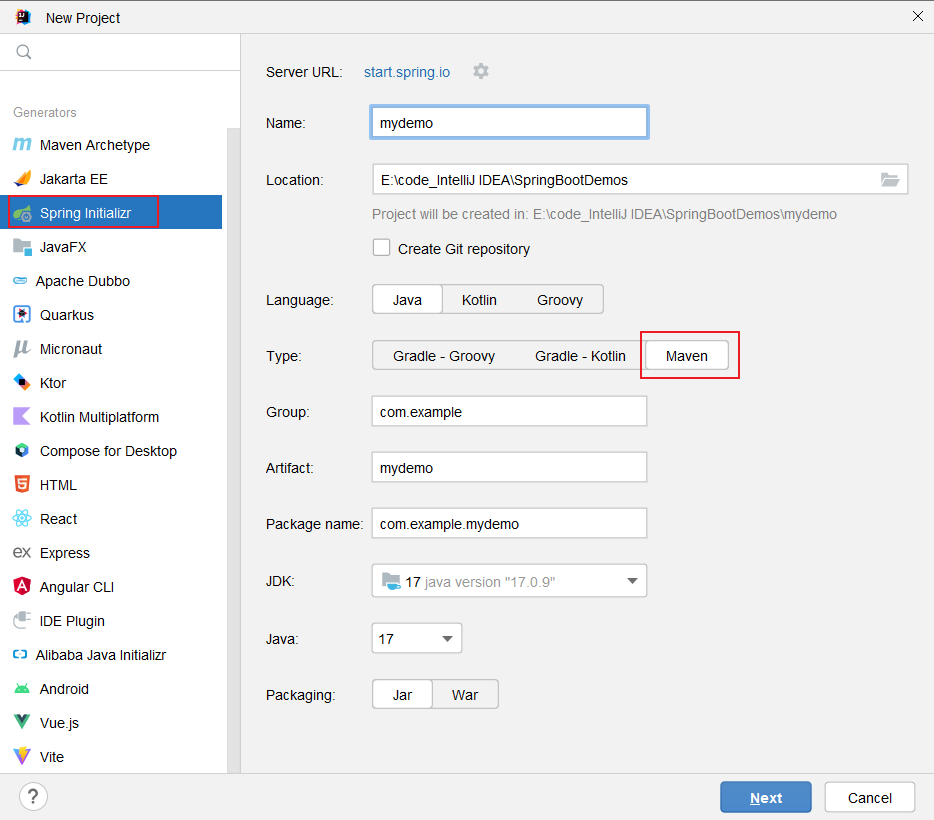 New Project
Generators
Maven Archetype
Jakarta EE
Spring Initializr
JavaFX
Apache Dubbo
Quarkus
Micronaut
Ktor
Kotlin Multiplatform
Compose for Desktop
HTML
React
Express
Angular CLI
IDE Plugin
Alibaba Java Initializr
Android
Vue.js
Vite
Server URL: start.spring.io
Name: mydemo
Location: E:\code_IntelliJ IDEA\SpringBootDemos
Project will be created in: E:\code_IntelliJ IDEA\SpringBootDemos\mydemo
Create Git repository
Language: Java Kotlin Groovy
Type: Gradle - Groovy Gradle - Kotlin Maven
Group: com.example
Artifact: mydemo
Package name: com.example.mydemo
JDK: 17 java version "17.0.9"
Java: 17
Packaging: Jar War
? Next Cancel